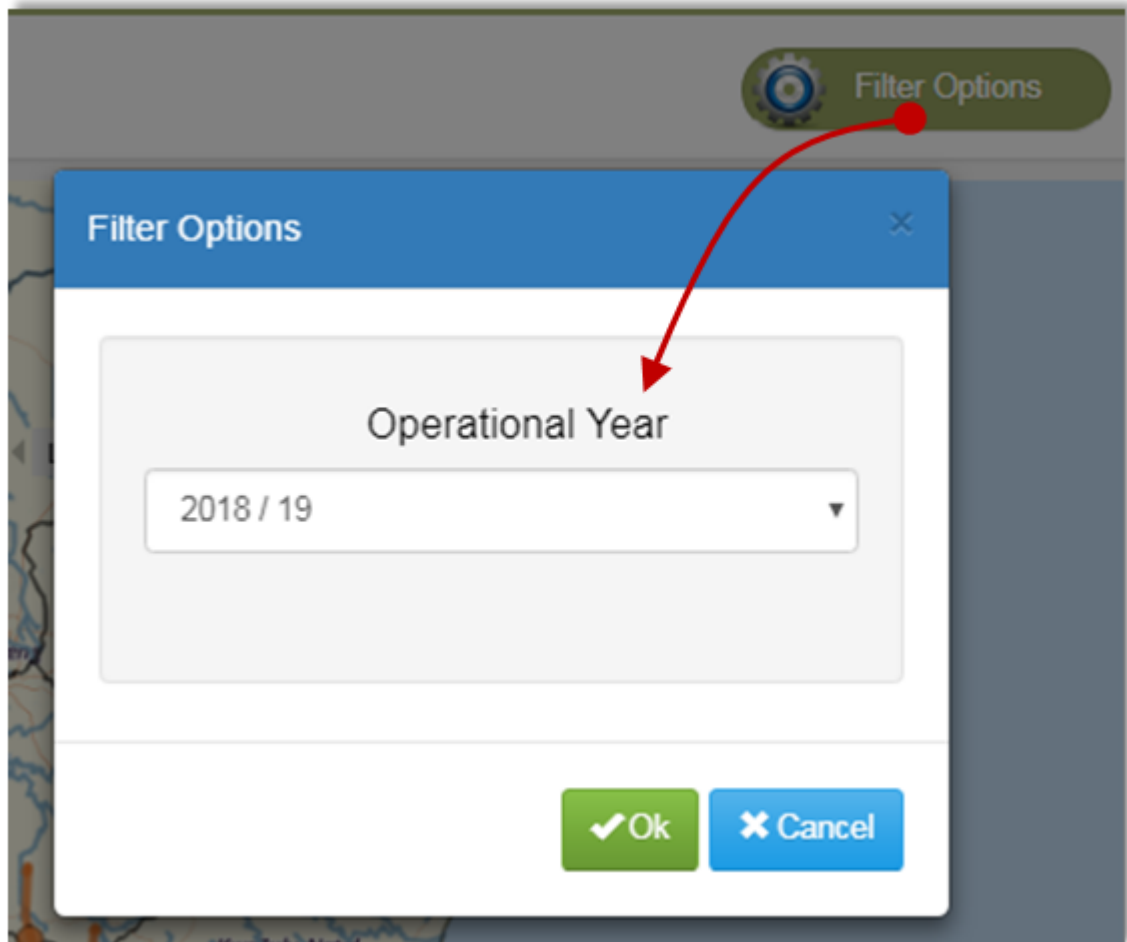 Filter Options
Filter Options
×
Operational Year
2018 / 19
Ok
Cancel